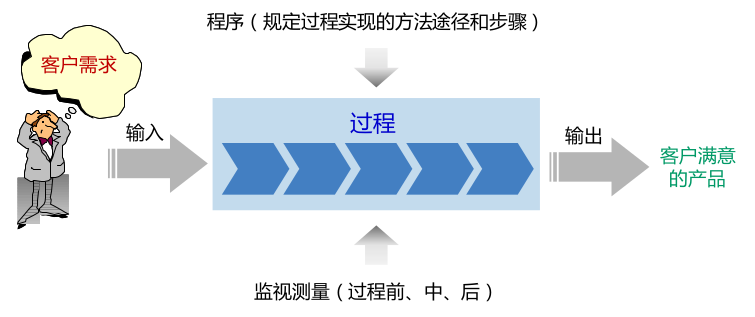 程序（规定过程实现的方法途径和步骤）
客户需求
过程
输入
输出
客户满意
的产品
监视测量（过程前、中、后）